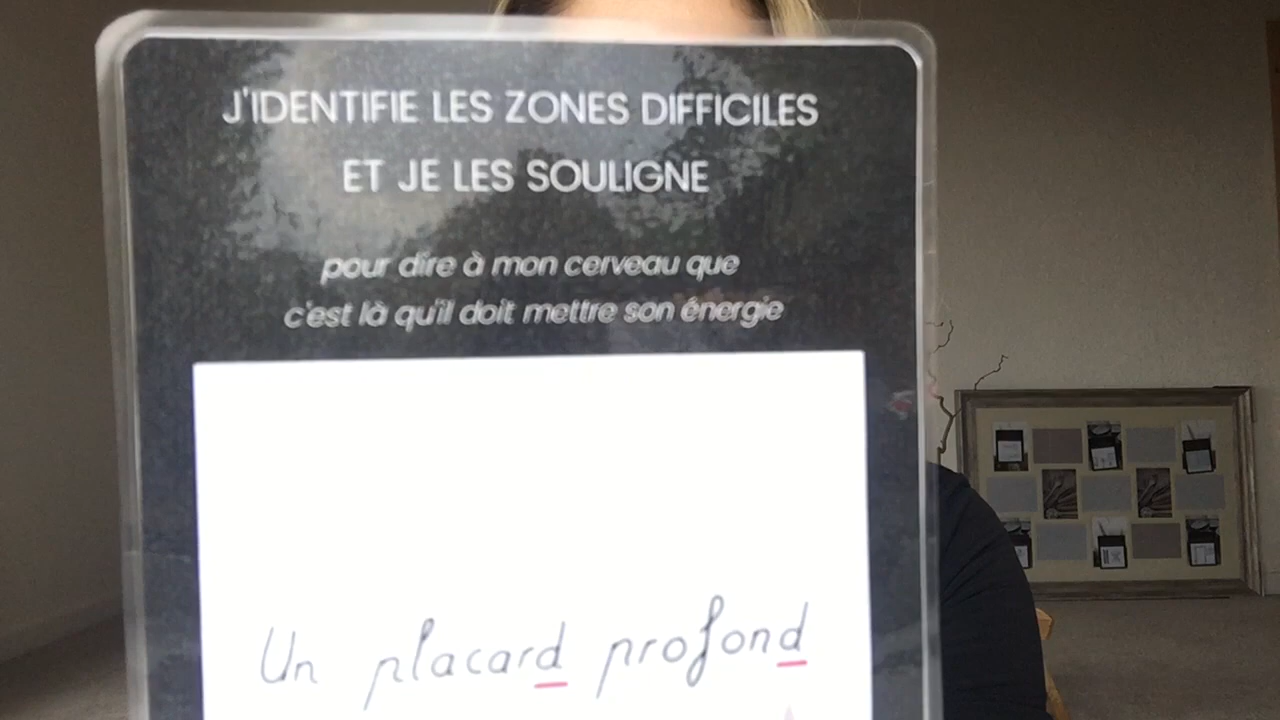 J'IDENTIFIE LES ZONES DIFFICILES
ET JE LES SOULIGNE
pour dire à mon cerveau que
c'est là qu'il doit mettre son énergie
Un placard profond